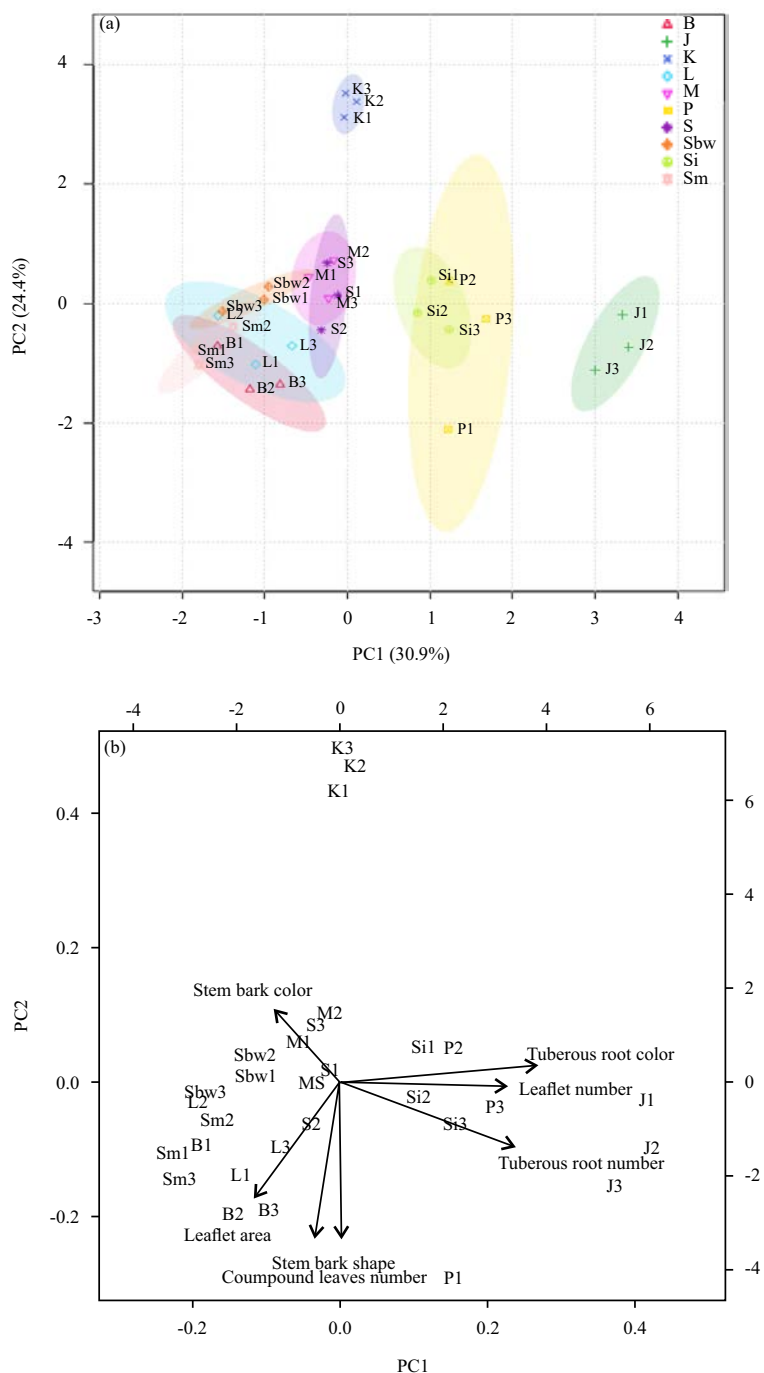 (a)
B
J
K
L
M
P
S
Sbw
Si
Sm
4
2
0
-2
-4
PC2 (24.4%)
K3
K2
K1
M2
S3
M1
Sbw2
Sbw1
S1
M3
Sbw3
L2
Sm2
S2
B1
Sm1
Sm3
L1
L3
B2
B3
Si1
P2
Si2
P3
Si3
P1
J1
J2
J3
-3 -2 -1 0 1 2 3 4
PC1 (30.9%)
-4 -2 0 2 4 6
(b)
K3
K2
K1
0.4
0.2
0.0
-0.2
PC2
6
4
2
0
-2
-4
Stem bark color
M2
S3
M1
Sbw2
S1
Sbw1
MS
Sbw3
L2
Sm2
S2
B1
L3
Sm1
Sm3
L1
B2
B3
Leaflet area
Si1
P2
Tuberous root color
Leaflet number
Si2
P3
J1
Si3
J2
Tuberous root number
J3
Stem bark shape
Coumpound leaves number
P1
-0.2 0.0 0.2 0.4
PC1